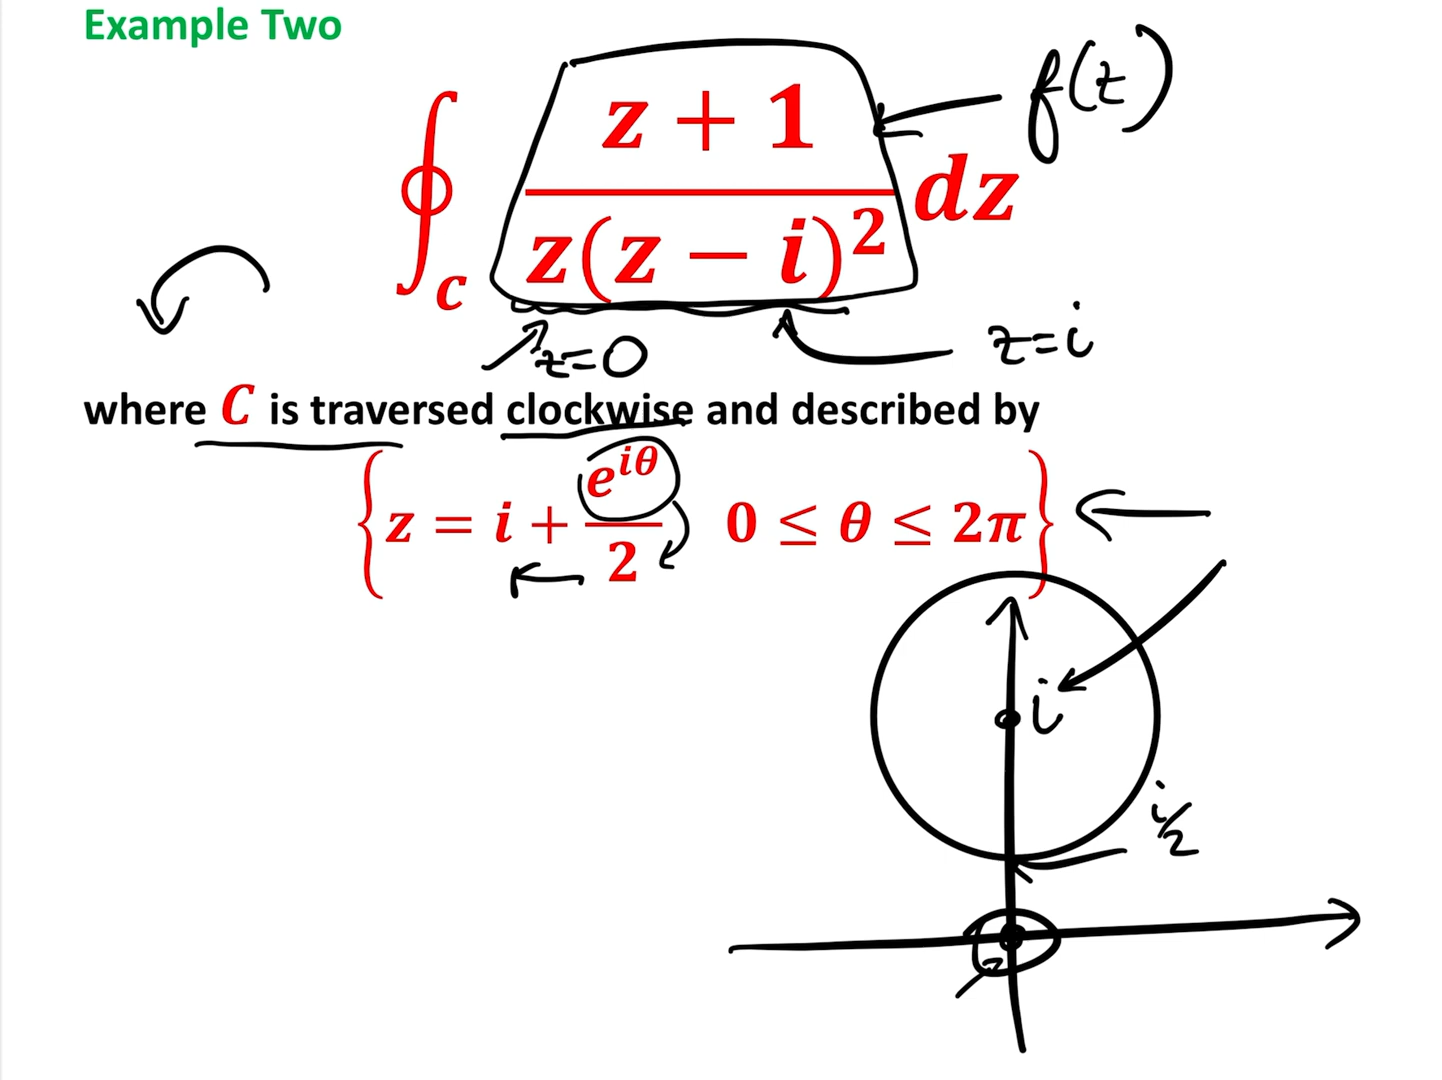 Example Two
f(z)
∮_C (z + 1)/(z(z − i)²) dz
z=0
z=i
where C is traversed clockwise and described by
{z = i + e^{iθ}/2   0 ≤ θ ≤ 2π}
i
i/2